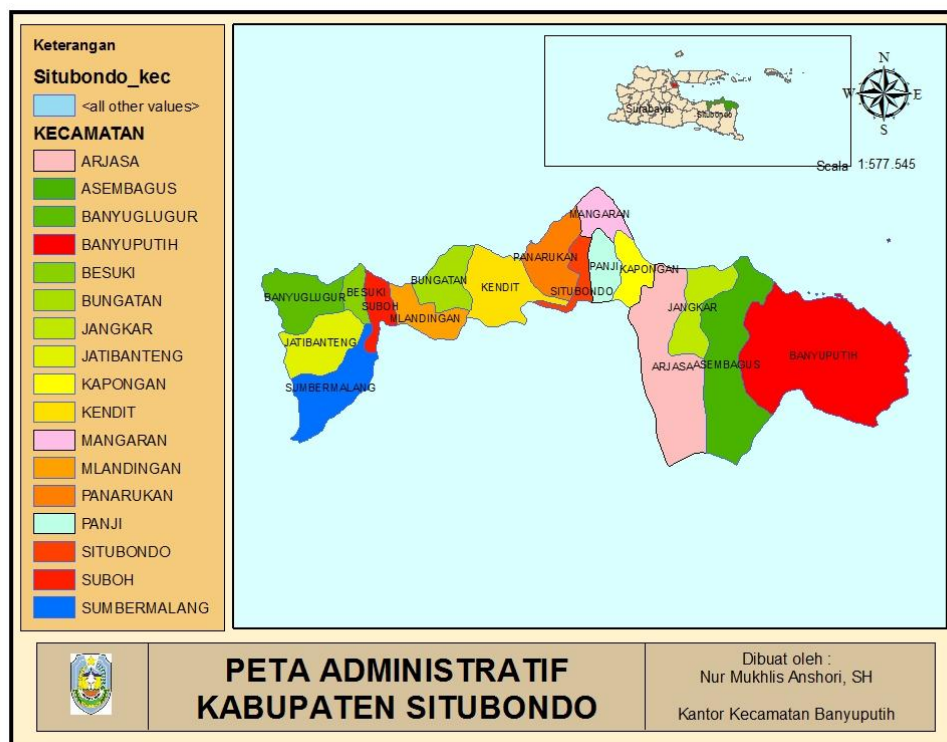 Keterangan
Situbondo_kec
<all other values>
KECAMATAN
ARJASA
ASEMBAGUS
BANYUGLUGUR
BANYUPUTIH
BESUKI
BUNGATAN
JANGKAR
JATIBANTENG
KAPONGAN
KENDIT
MANGARAN
MLANDINGAN
PANARUKAN
PANJI
SITUBONDO
SUBOH
SUMBERMALANG
Surabaya
Situbondo
N
W E
S
Scala 1:577.545
MANGARAN
PANARUKAN
PANJI
KAPONGAN
BUNGATAN
KENDIT
SITUBONDO
BANYUGLUGUR
BESUKI
SUBOH
MLANDINGAN
JANGKAR
JATIBANTENG
ARJASA
ASEMBAGUS
BANYUPUTIH
SUMBERMALANG
PETA ADMINISTRATIF
KABUPATEN SITUBONDO
Dibuat oleh :
Nur Mukhlis Anshori, SH
Kantor Kecamatan Banyuputih